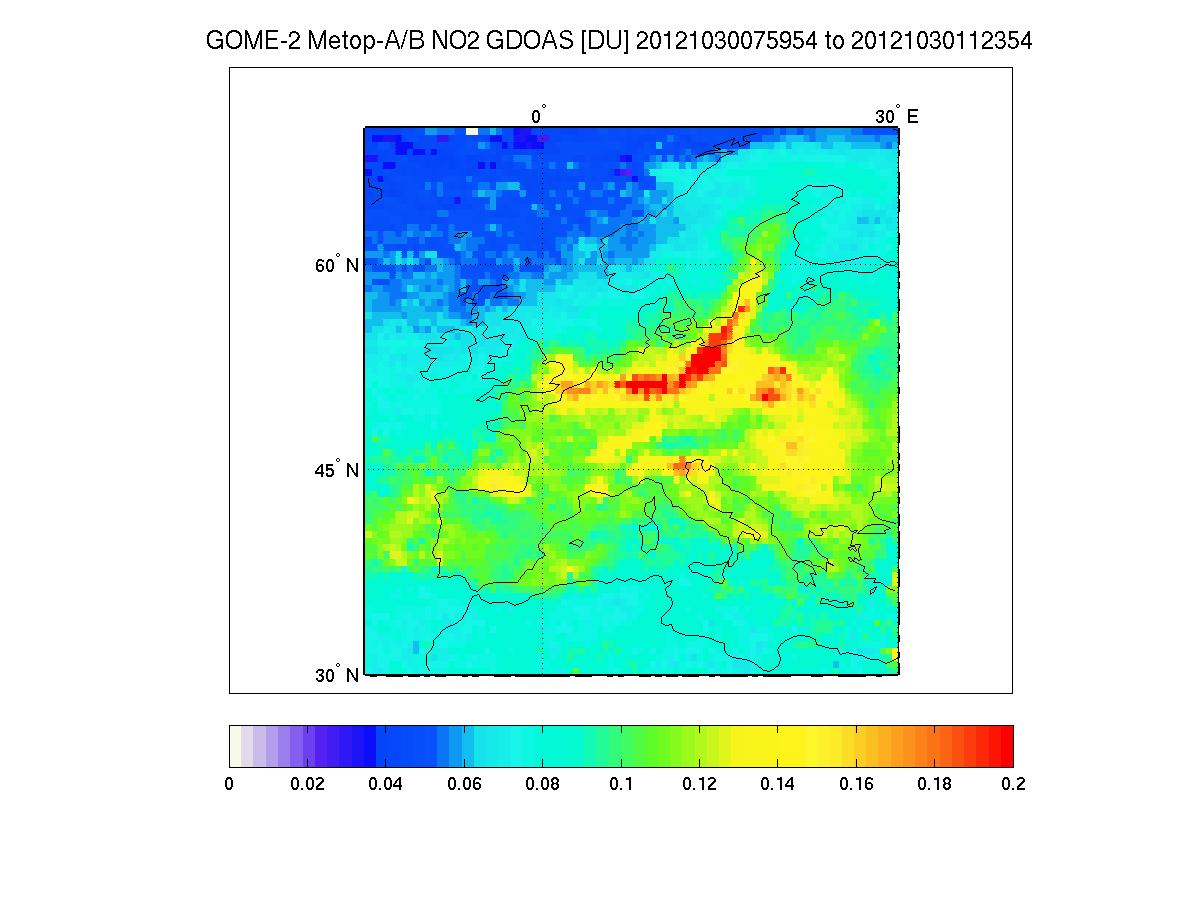 GOME-2 Metop-A/B NO2 GDOAS [DU] 20121030075954 to 20121030112354
0° 30° E
60° N
45° N
30° N
0 0.02 0.04 0.06 0.08 0.1 0.12 0.14 0.16 0.18 0.2